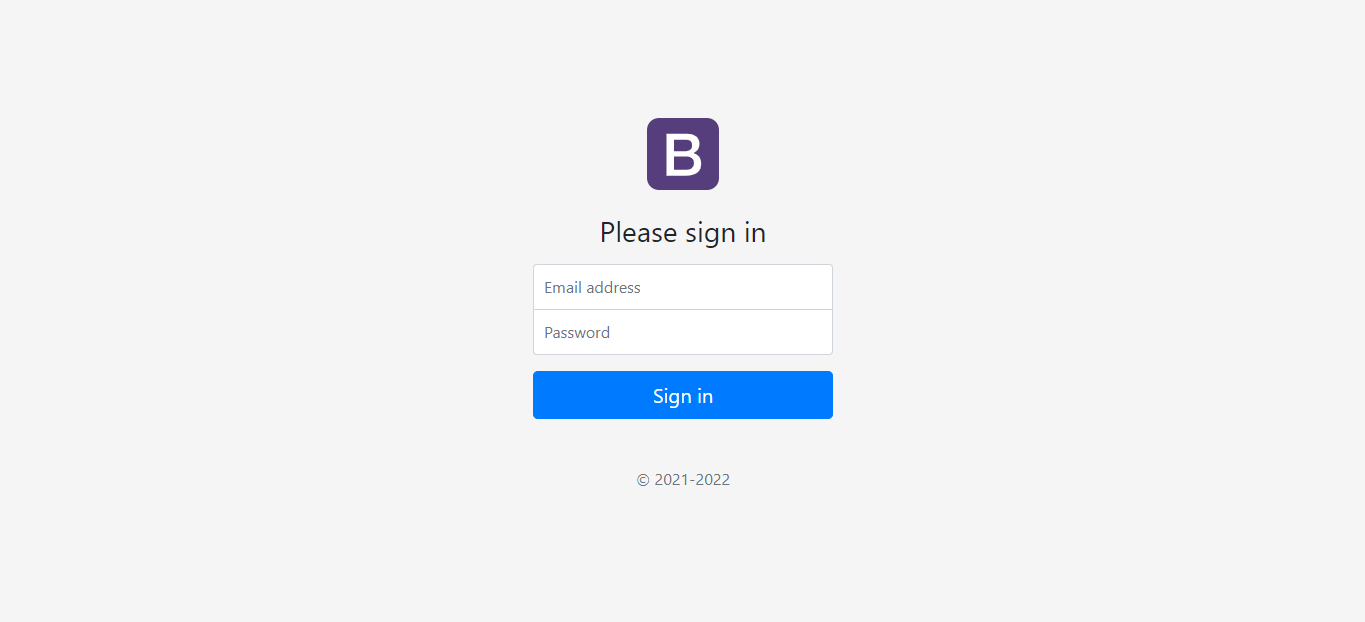 B
Please sign in
Email address
Password
Sign in
© 2021-2022